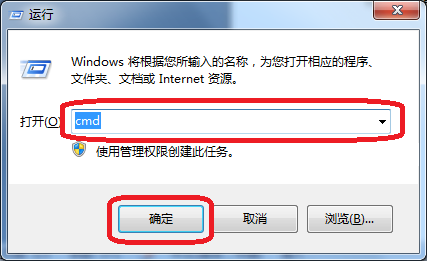 运行
Windows 将根据您所输入的名称，为您打开相应的程序、
文件夹、文档或 Internet 资源。
打开(O) cmd
使用管理权限创建此任务。
确定 取消 浏览(B)...